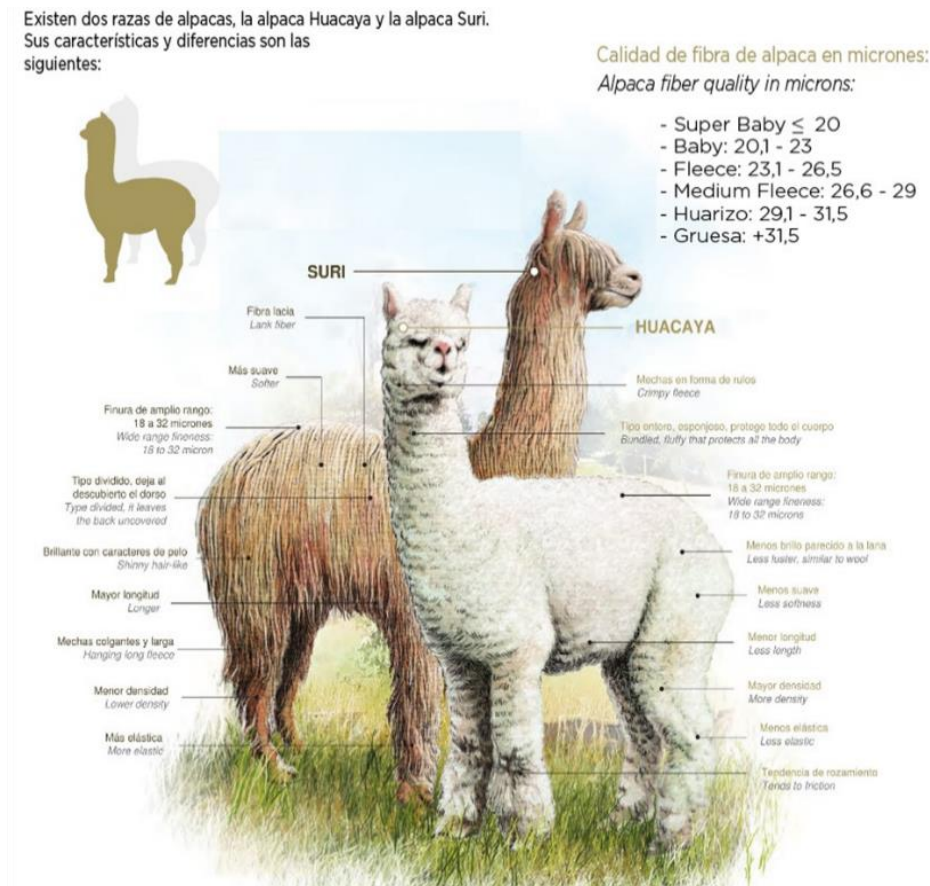 Existen dos razas de alpacas, la alpaca Huacaya y la alpaca Suri.
Sus características y diferencias son las
siguientes:
Calidad de fibra de alpaca en micrones:
Alpaca fiber quality in microns:
- Super Baby ≤ 20
- Baby: 20,1 - 23
- Fleece: 23,1 - 26,5
- Medium Fleece: 26,6 - 29
- Huarizo: 29,1 - 31,5
- Gruesa: +31,5
SURI
Fibra lacia
Lank fiber
Más suave
Softer
Finura de amplio rango:
18 a 32 micrones
Wide range fineness:
18 to 32 micron
Tipo dividido, deja al
descubierto el dorso
Type divided, it leaves
the back uncovered
Brillante con caracteres de pelo
Shinny hair-like
Mayor longitud
Longer
Mechas colgantes y larga
Hanging long fleece
Menor densidad
Lower density
Más elástica
More elastic
HUACAYA
Mechas en forma de rulos
Crimpy fleece
Tipo entero, esponjoso, protege todo el cuerpo
Bundled, fluffy that protects all the body
Finura de amplio rango:
18 a 32 micrones
Wide range fineness:
18 to 32 microns
Menos brillo parecido a la lana
Less luster, similar to wool
Menos suave
Less softness
Menor longitud
Less length
Mayor densidad
More density
Menos elástica
Less elastic
Tendencia de rozamiento
Tends to friction